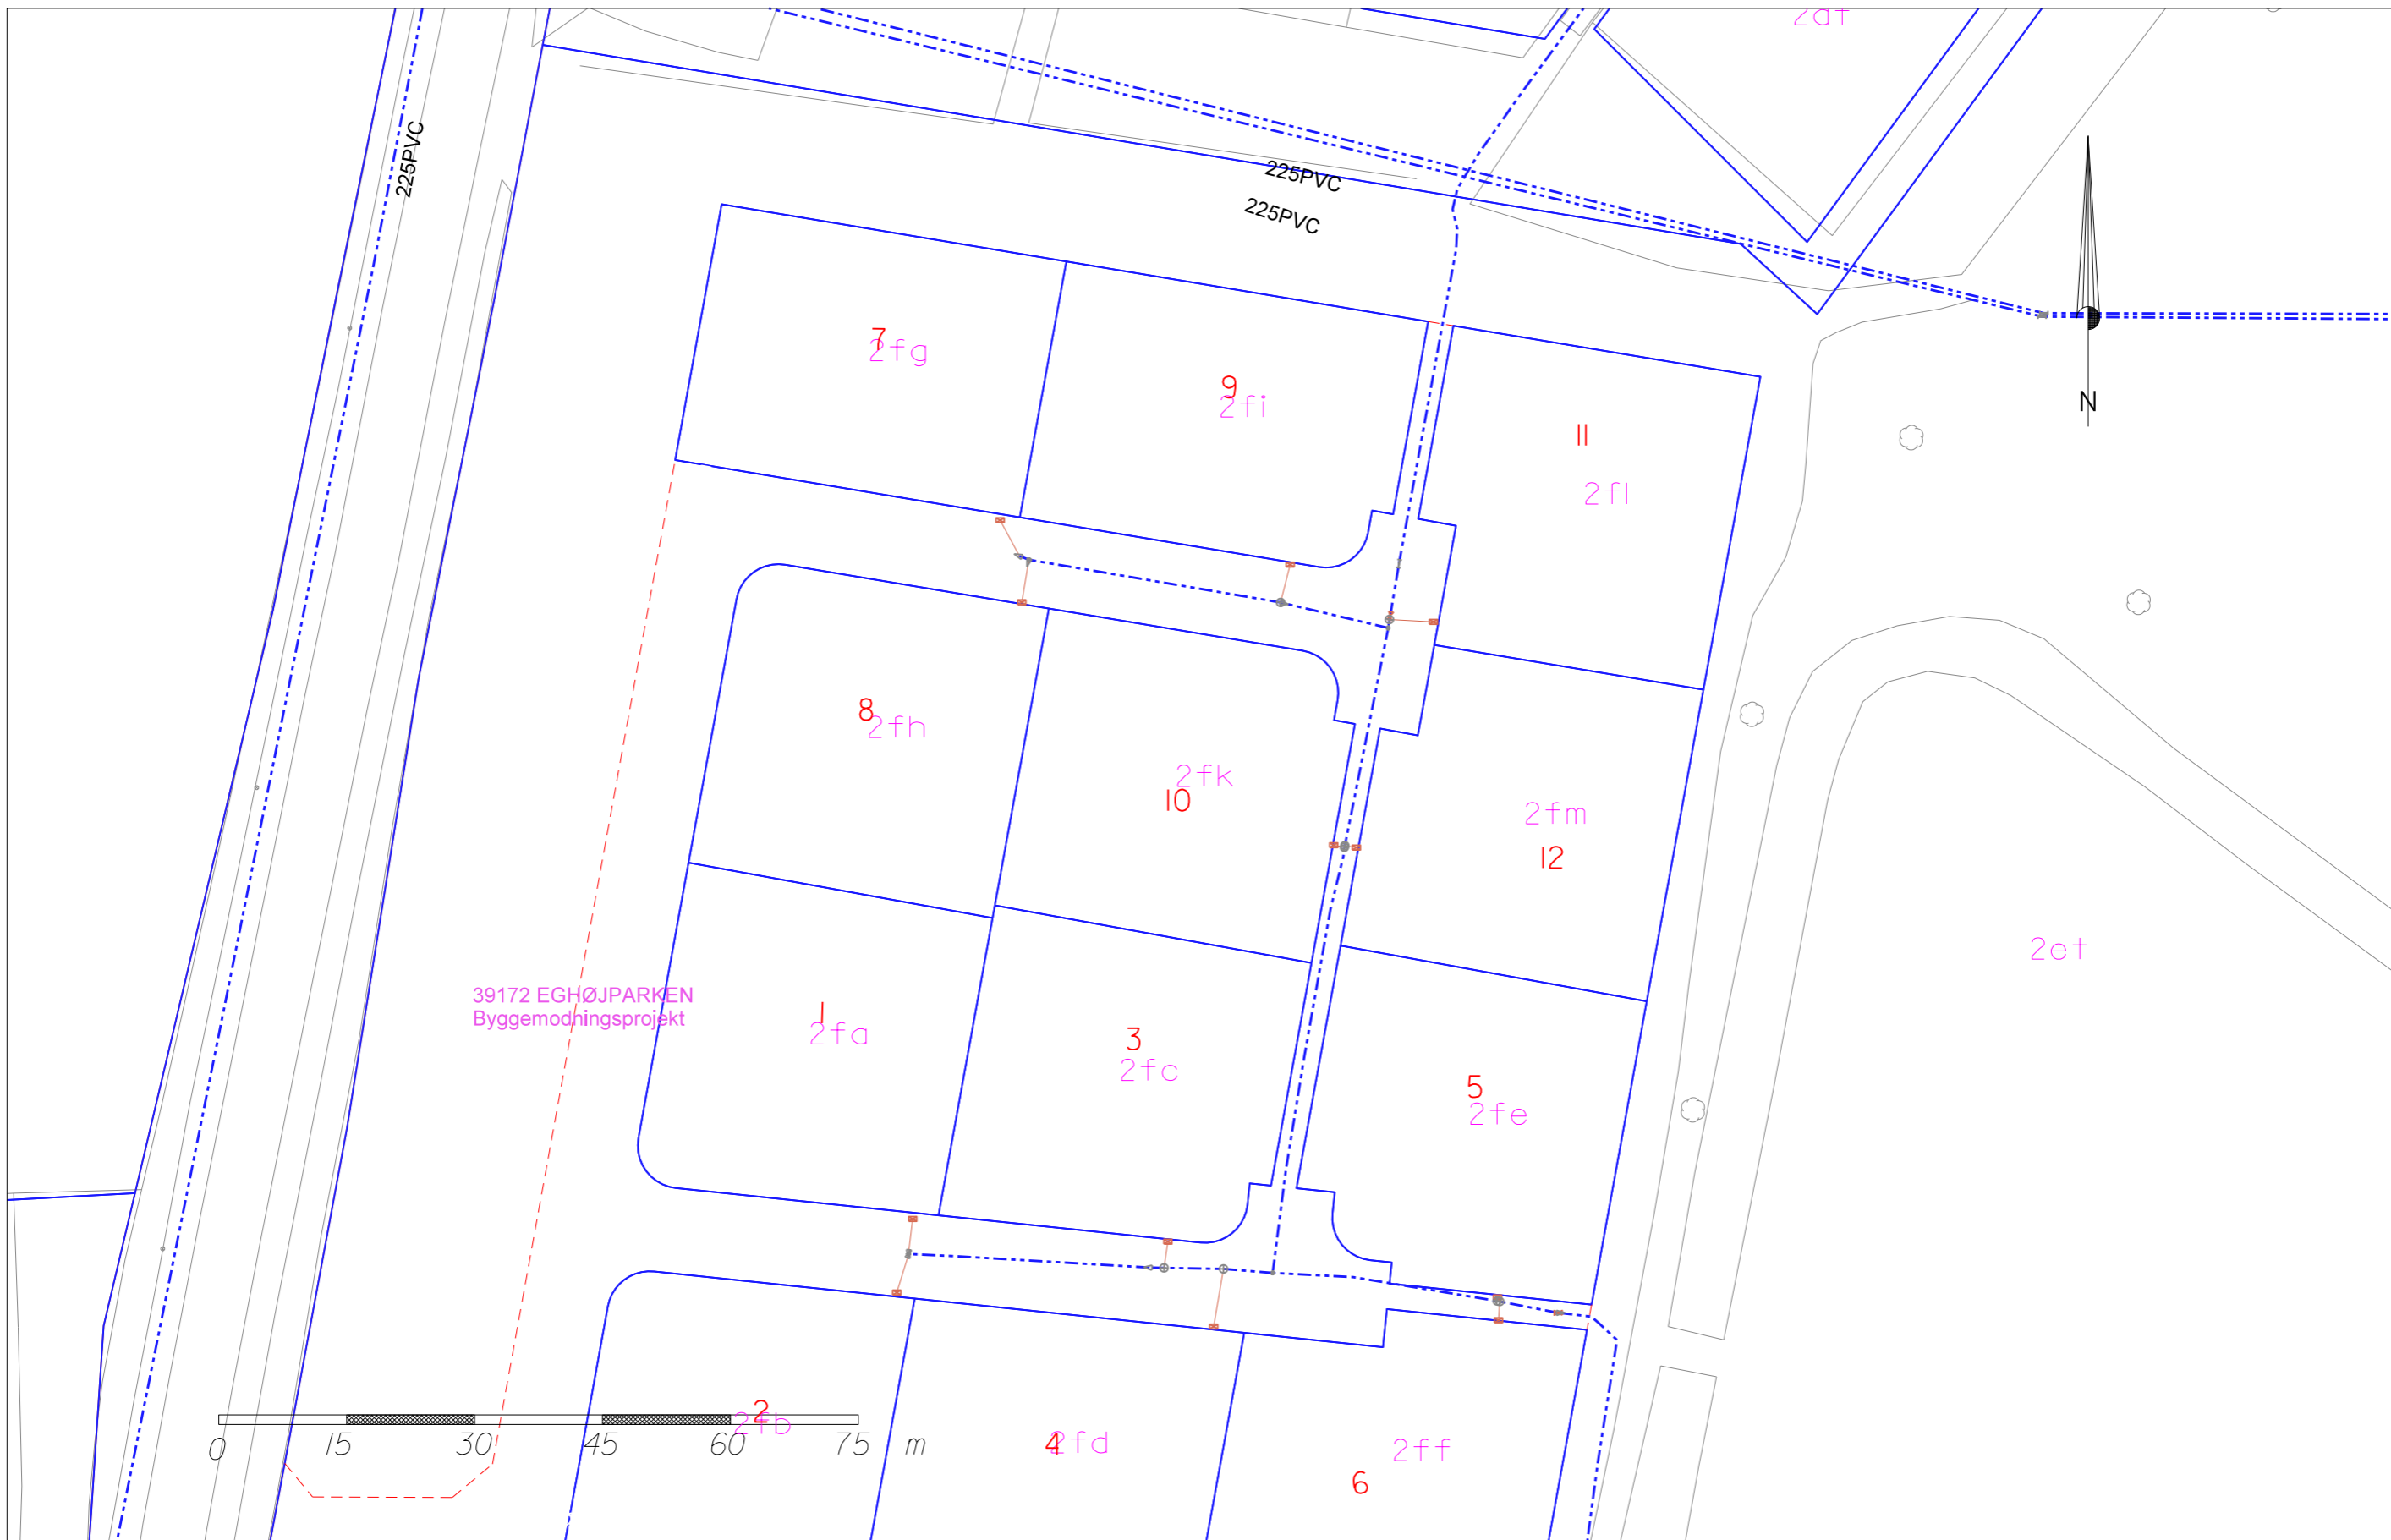 2af
225PVC
225PVC
225PVC
7
2fg
9
2fi
11
2fl
N
8
2fh
2fk
10
2fm
12
2et
39172 EGHØJPARKEN
Byggemodningsprojekt
1
2fa
3
2fc
5
2fe
2
2fb
4
2fd
2ff
6
0 15 30 45 60 75 m